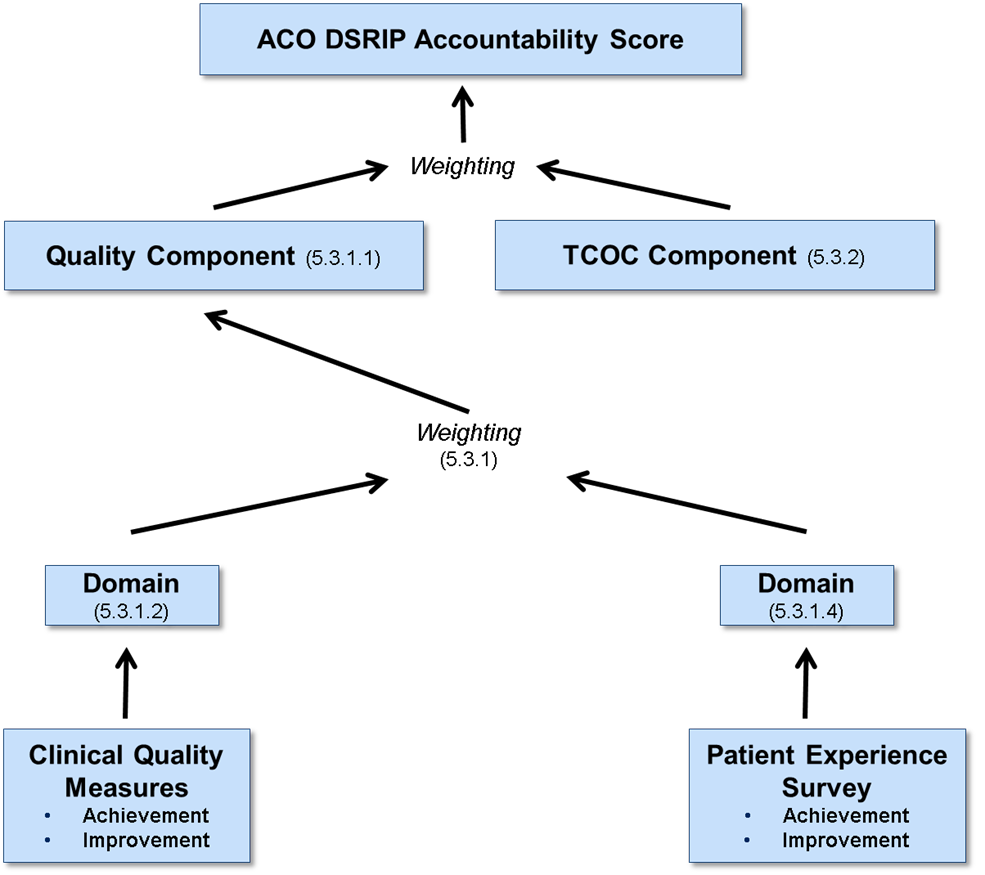 ACO DSRIP Accountability Score
Weighting
Quality Component (5.3.1.1)
TCOC Component (5.3.2)
Weighting
(5.3.1)
Domain
(5.3.1.2)
Domain
(5.3.1.4)
Clinical Quality
Measures
• Achievement
• Improvement
Patient Experience
Survey
• Achievement
• Improvement